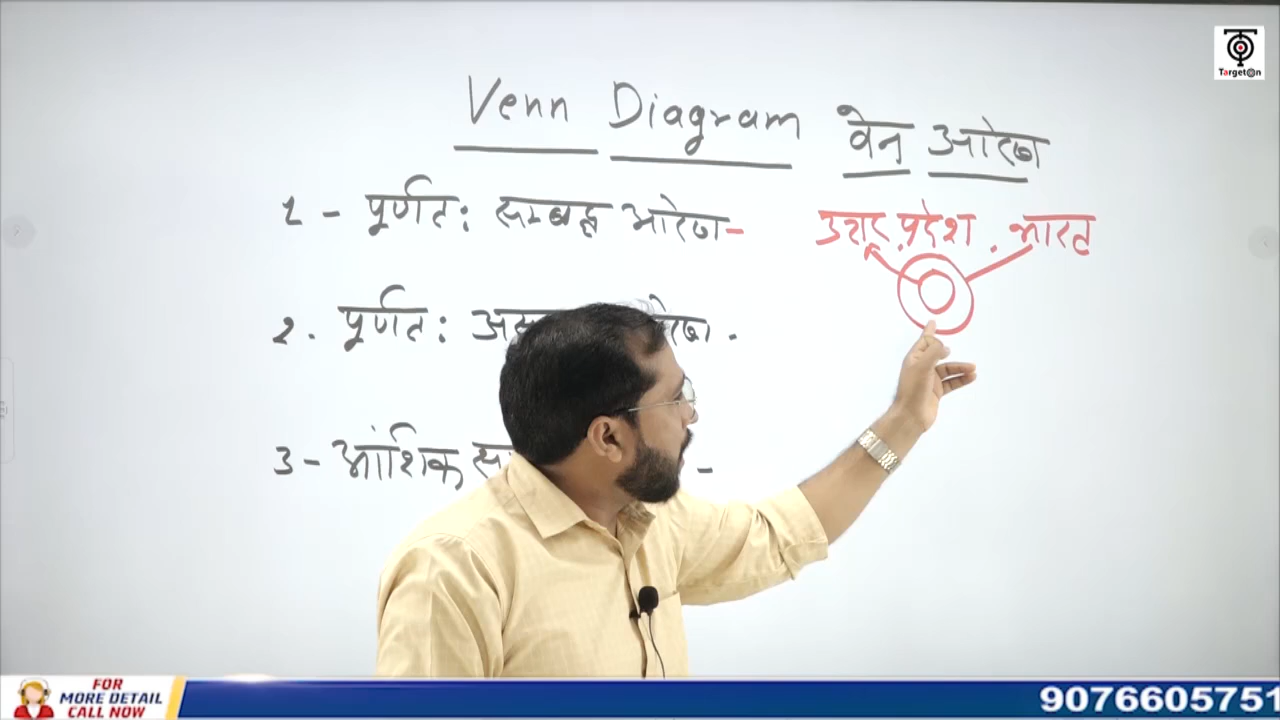 Target@n
Venn Diagram वेन आरेख
1 - पूर्णत: सम्बद्ध आरेख- उत्तर प्रदेश . भारत
2. पूर्णत:
3 - आंशिक
FOR
MORE DETAIL
CALL NOW
9076605751